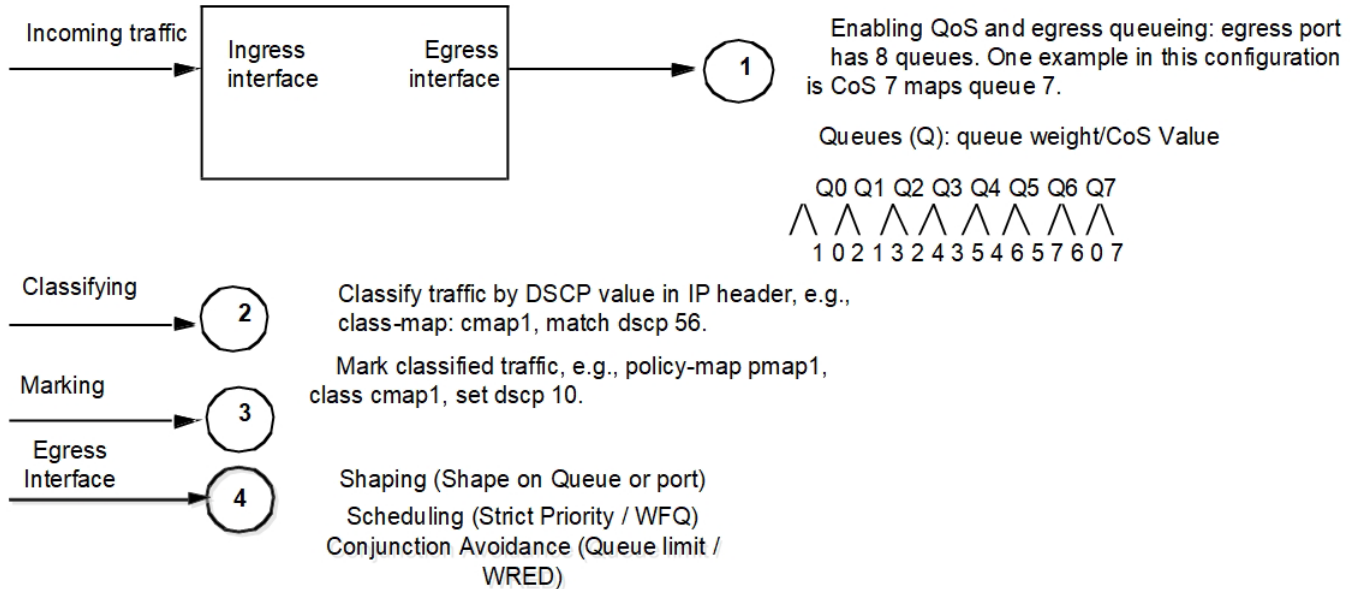 Incoming traffic
Ingress
interface
Egress
interface
1
Enabling QoS and egress queueing: egress port
has 8 queues. One example in this configuration
is CoS 7 maps queue 7.
Queues (Q): queue weight/CoS Value
Q0 Q1 Q2 Q3 Q4 Q5 Q6 Q7
1 0 2 1 3 2 4 3 5 4 6 5 7 6 0 7
Classifying
2
Classify traffic by DSCP value in IP header, e.g.,
class-map: cmap1, match dscp 56.
Marking
3
Mark classified traffic, e.g., policy-map pmap1,
class cmap1, set dscp 10.
Egress
Interface
4
Shaping (Shape on Queue or port)
Scheduling (Strict Priority / WFQ)
Conjunction Avoidance (Queue limit /
WRED)